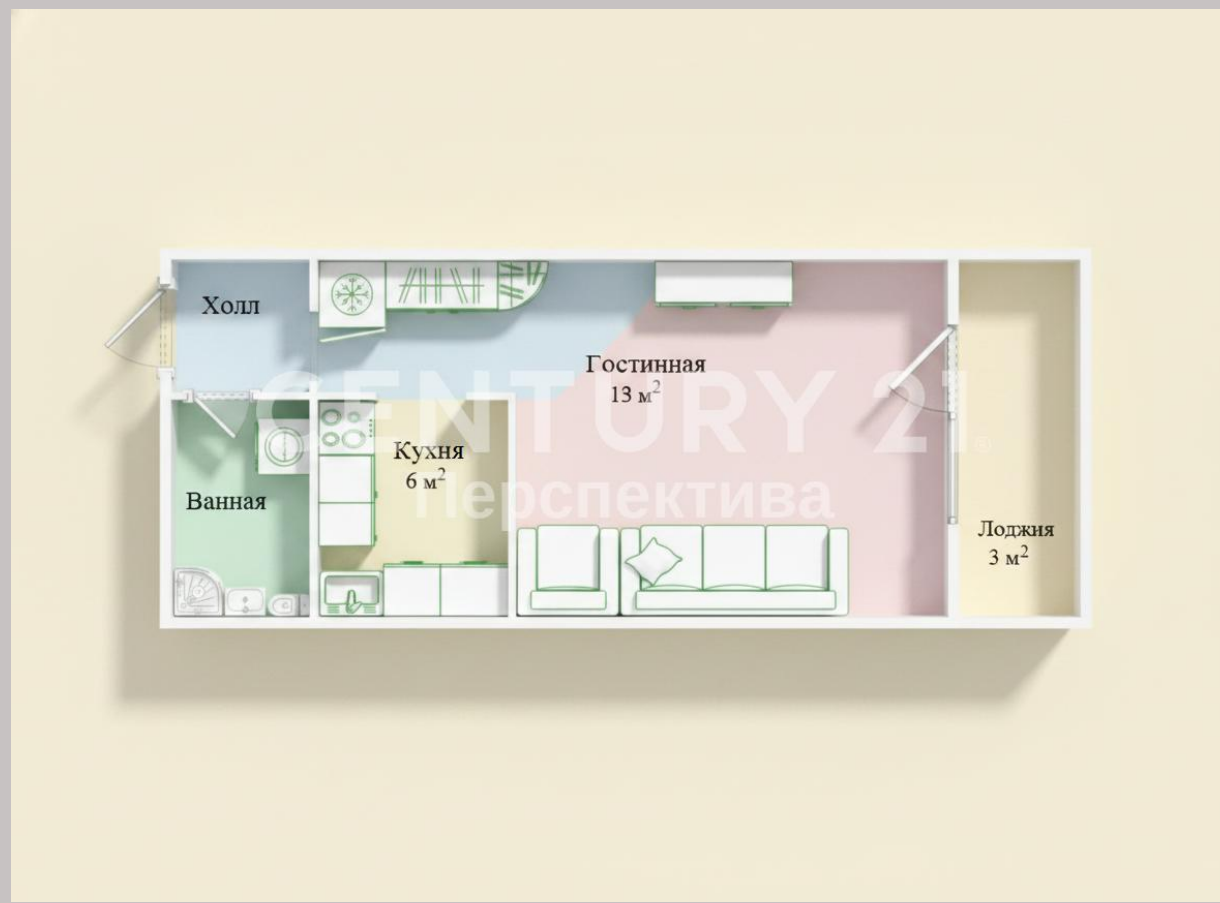 Холл
Гостинная
13 м²
CENTURY 21®
Кухня
6 м²
Перспектива
Ванная
Лоджия
3 м²